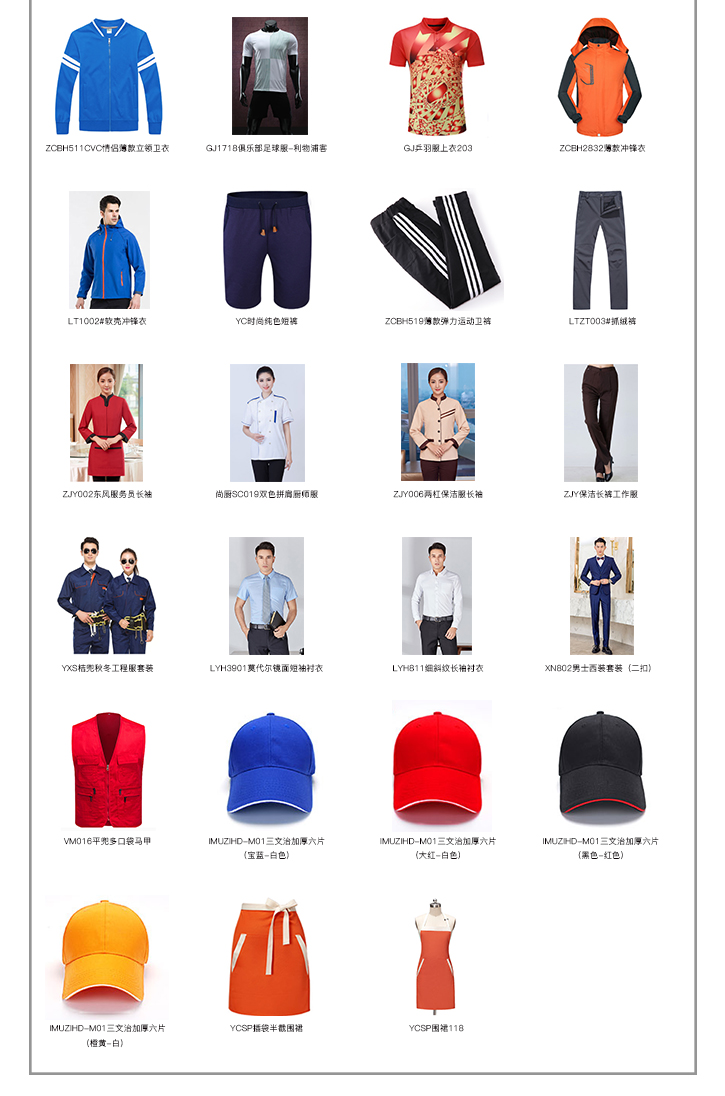 ZCBH511CVC情侣薄款立领卫衣
GJ1718俱乐部足球服-利物浦客
GJ乒羽服上衣203
ZCBH2832薄款冲锋衣
LT1002#软壳冲锋衣
YC时尚纯色短裤
ZCBH519薄款弹力运动卫裤
LTZT003#抓绒裤
ZJY002东风服务员长袖
尚厨SC019双色拼肩厨师服
ZJY006两杠保洁服长袖
ZJY保洁长裤工作服
YXS桔兜秋冬工程服套装
LYH3901莫代尔镜面短袖衬衣
LYH811细斜纹长袖衬衣
XN802男士西装套装（二扣）
VM016平兜多口袋马甲
IMUZIHD-M01三文治加厚六片
（宝蓝-白色）
IMUZIHD-M01三文治加厚六片
（大红-白色）
IMUZIHD-M01三文治加厚六片
（黑色-红色）
IMUZIHD-M01三文治加厚六片
（橙黄-白）
YCSP插袋半截围裙
YCSP围裙118